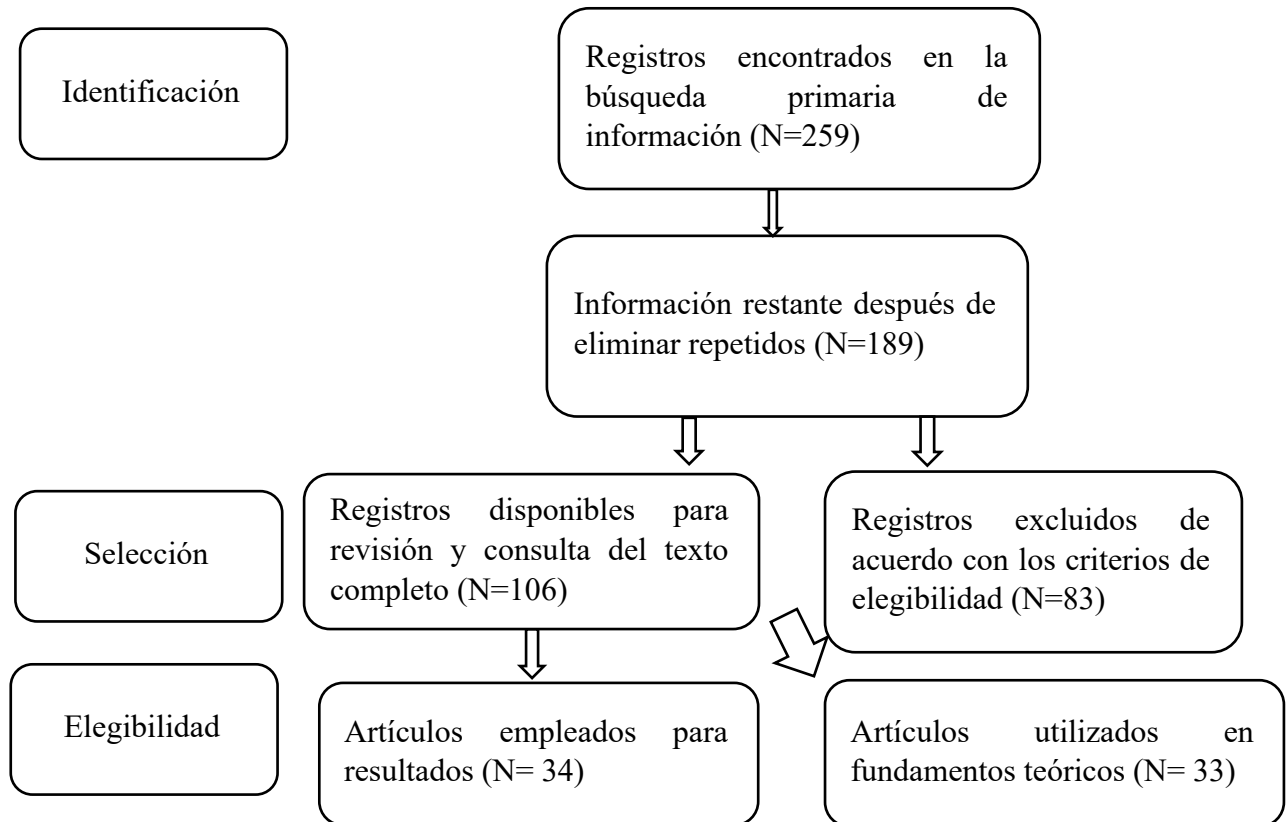 Identificación
Registros encontrados en la
búsqueda primaria de
información (N=259)
Información restante después de
eliminar repetidos (N=189)
Selección
Registros disponibles para
revisión y consulta del texto
completo (N=106)
Registros excluidos de
acuerdo con los criterios de
elegibilidad (N=83)
Elegibilidad
Artículos empleados para
resultados (N= 34)
Artículos utilizados en
fundamentos teóricos (N= 33)